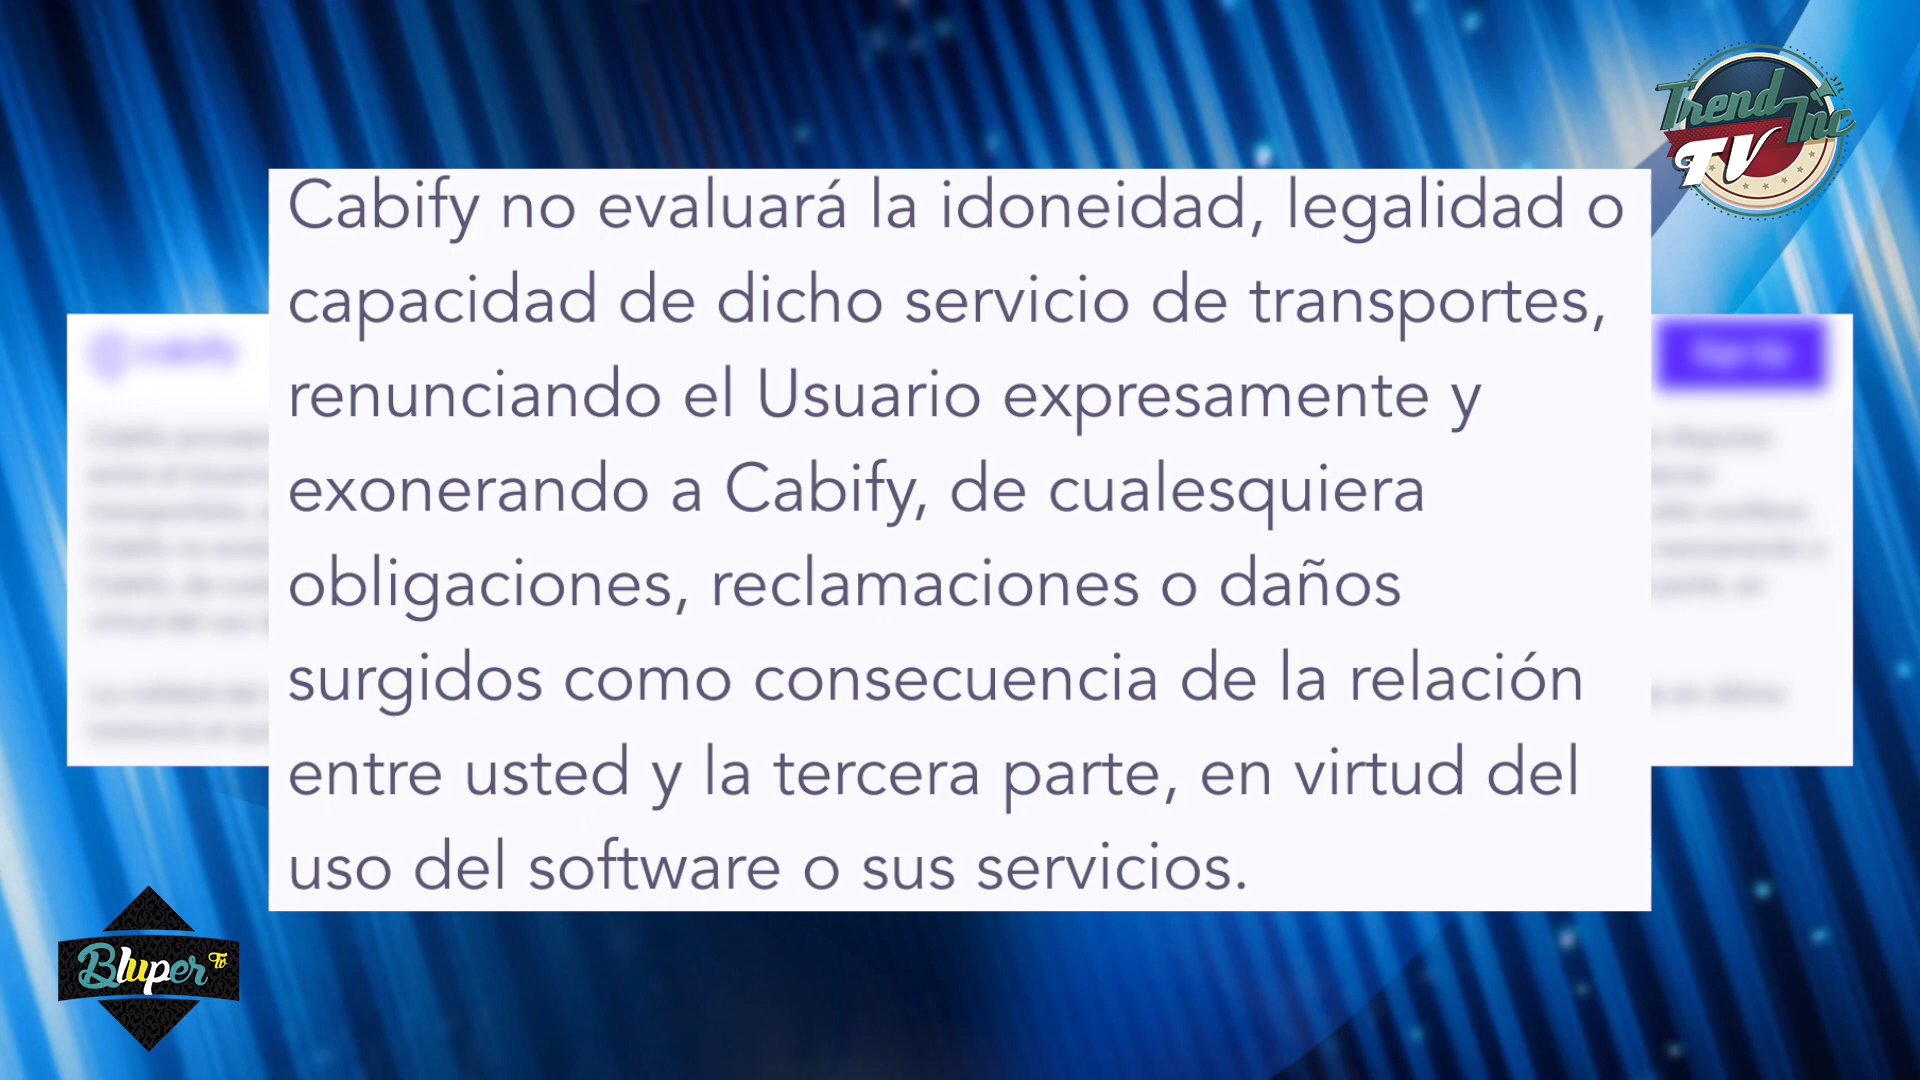 Trend Inc
TV
Cabify no evaluará la idoneidad, legalidad o
capacidad de dicho servicio de transportes,
renunciando el Usuario expresamente y
exonerando a Cabify, de cualesquiera
obligaciones, reclamaciones o daños
surgidos como consecuencia de la relación
entre usted y la tercera parte, en virtud del
uso del software o sus servicios.
Bluper Tv